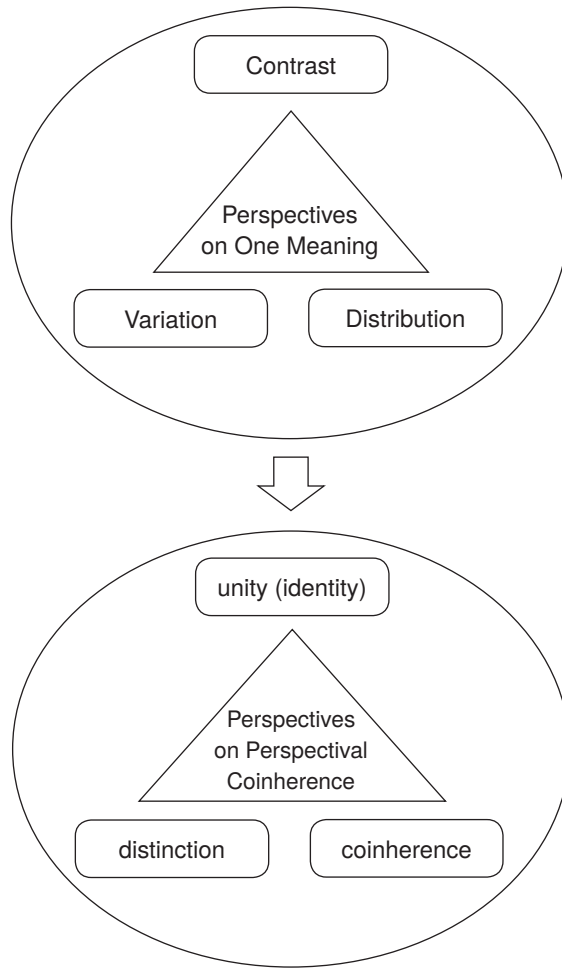 Contrast
Perspectives
on One Meaning
Variation
Distribution
unity (identity)
Perspectives
on Perspectival
Coinherence
distinction
coinherence